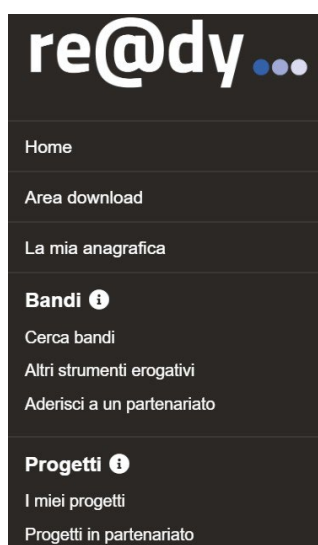 re@dy
Home
Area download
La mia anagrafica
Bandi
Cerca bandi
Altri strumenti erogativi
Aderisci a un partenariato
Progetti
I miei progetti
Progetti in partenariato